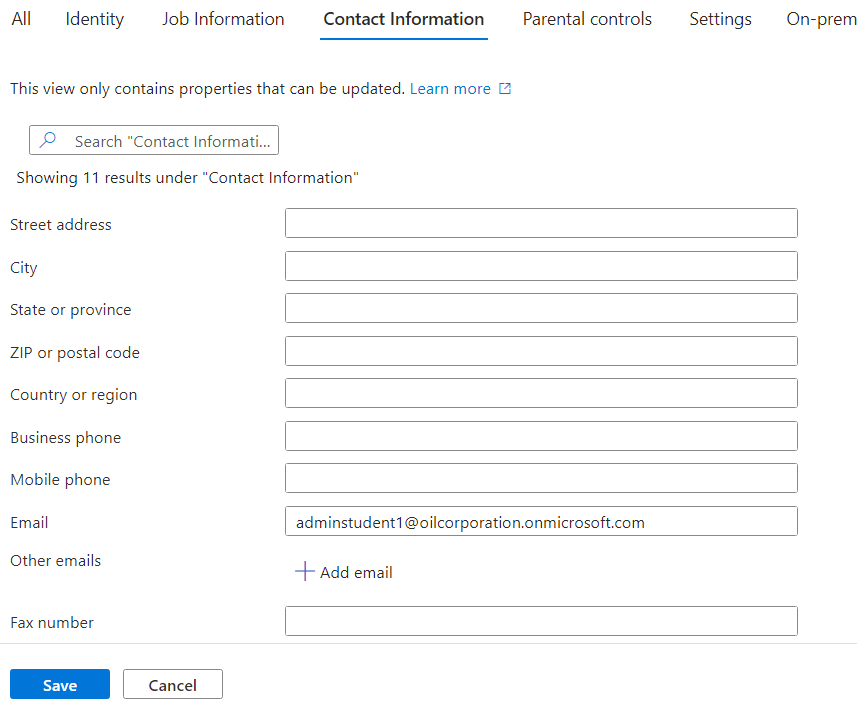 All Identity Job Information Contact Information Parental controls Settings On-prem
This view only contains properties that can be updated. Learn more
Search "Contact Informati...
Showing 11 results under "Contact Information"
Street address
City
State or province
ZIP or postal code
Country or region
Business phone
Mobile phone
Email adminstudent1@oilcorporation.onmicrosoft.com
Other emails
Add email
Fax number
Save Cancel